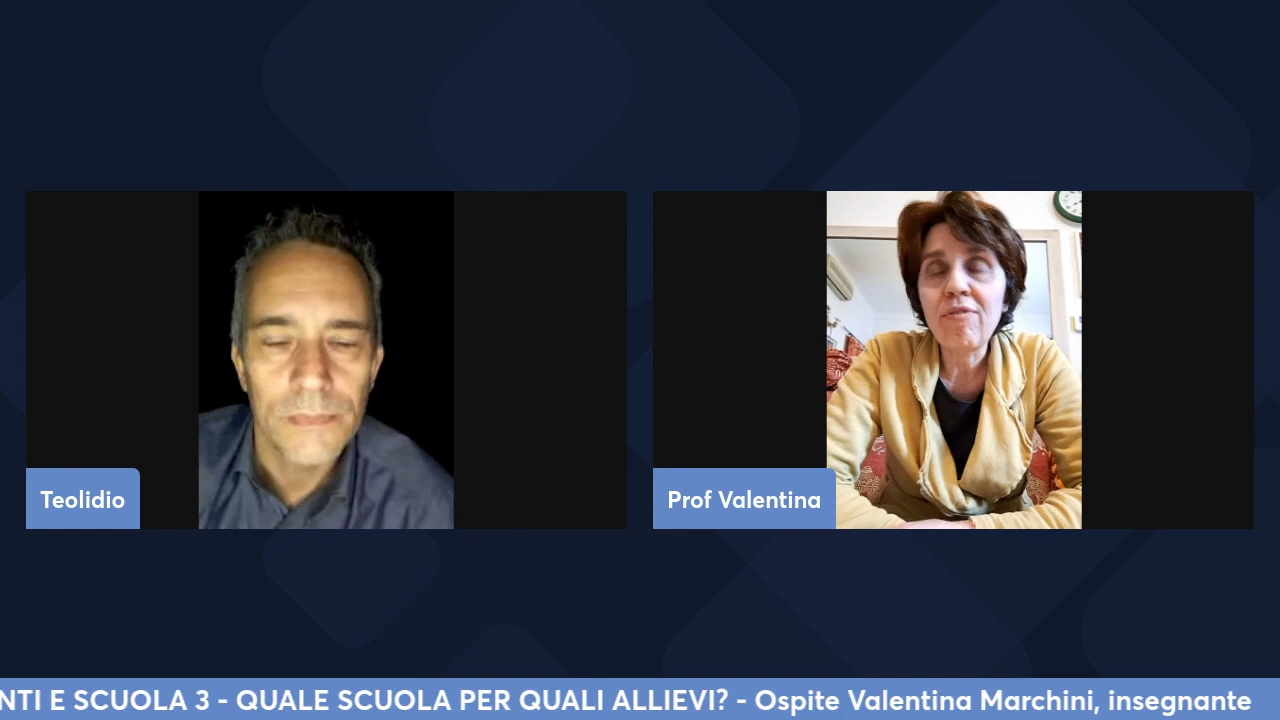 Teolidio
Prof Valentina
NTI E SCUOLA 3 - QUALE SCUOLA PER QUALI ALLIEVI? - Ospite Valentina Marchini, insegnante